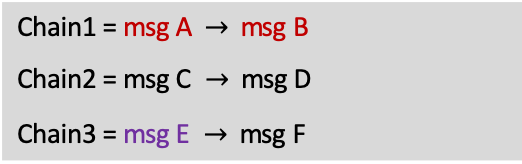 Chain1 = msg A → msg B
Chain2 = msg C → msg D
Chain3 = msg E → msg F